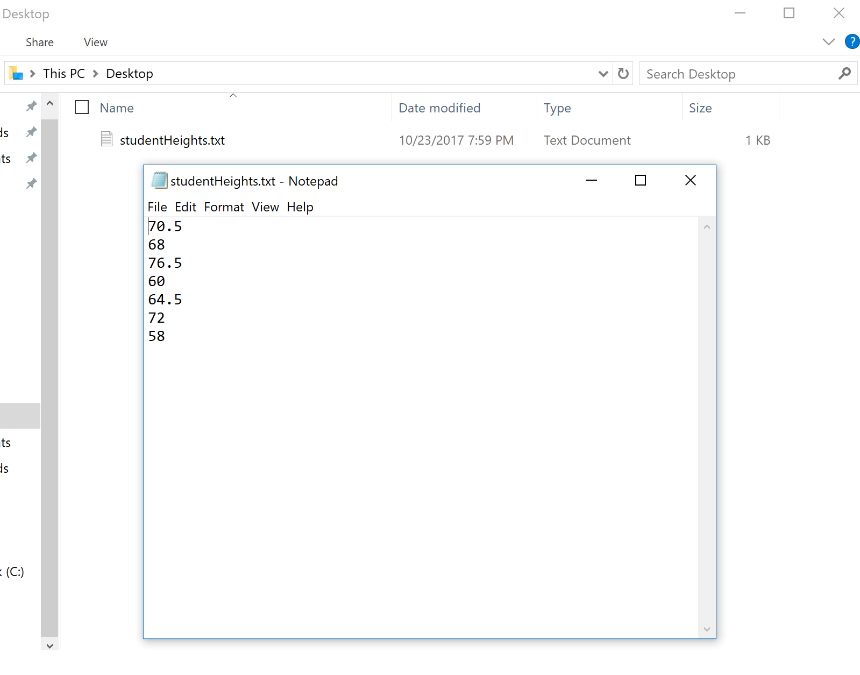 Desktop
Share View
This PC Desktop
Search Desktop
Name Date modified Type Size
studentHeights.txt 10/23/2017 7:59 PM Text Document 1 KB
ds
ts
studentHeights.txt - Notepad
File Edit Format View Help
70.5
68
76.5
60
64.5
72
58
ts
ds
(C:)